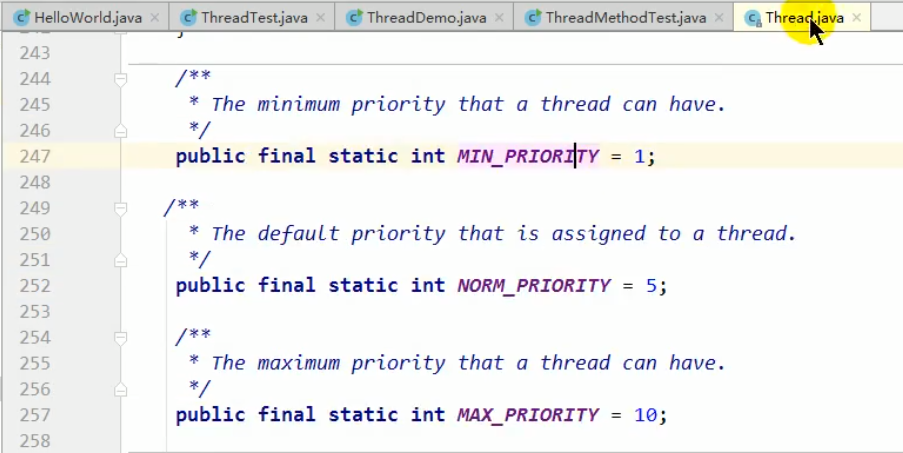 HelloWorld.java × ThreadTest.java × ThreadDemo.java × ThreadMethodTest.java × Thread.java ×
243
244 /**
245 * The minimum priority that a thread can have.
246 */
247 public final static int MIN_PRIORITY = 1;
248
249 /**
250 * The default priority that is assigned to a thread.
251 */
252 public final static int NORM_PRIORITY = 5;
253
254 /**
255 * The maximum priority that a thread can have.
256 */
257 public final static int MAX_PRIORITY = 10;
258